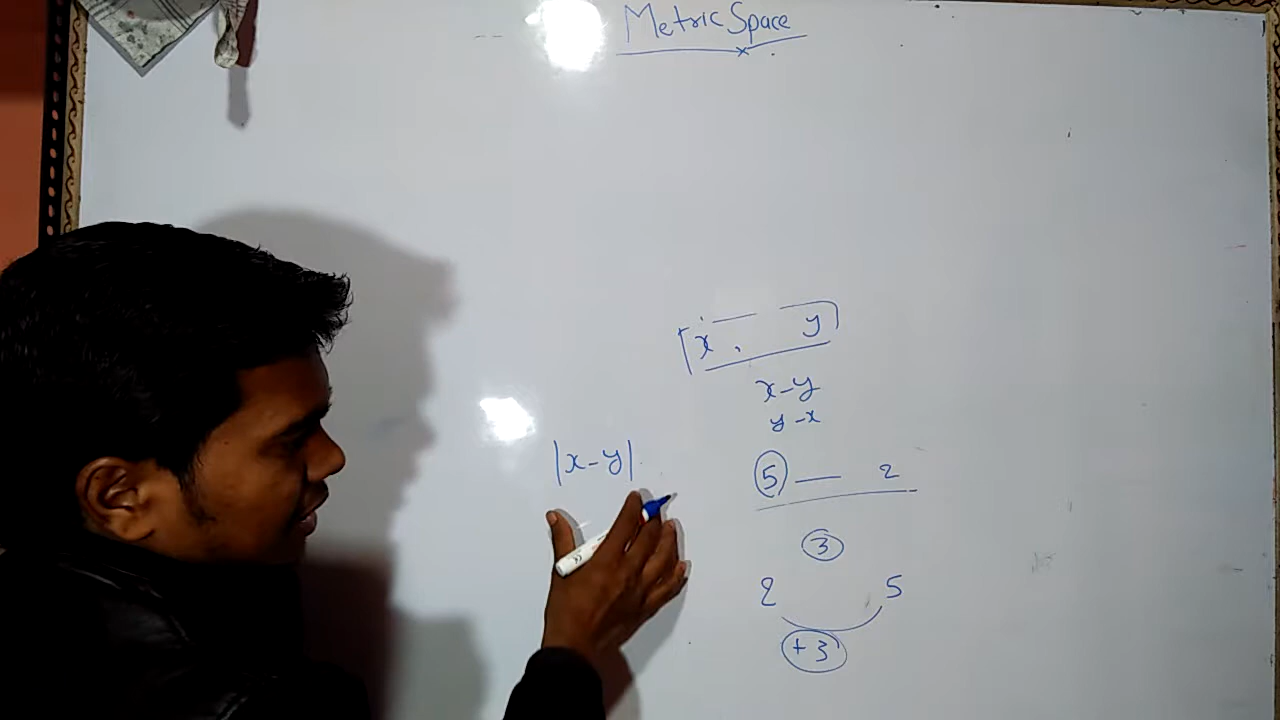 Metric Space
x , y
x-y
y-x
|x-y|
5 — 2
3
2 5
+3